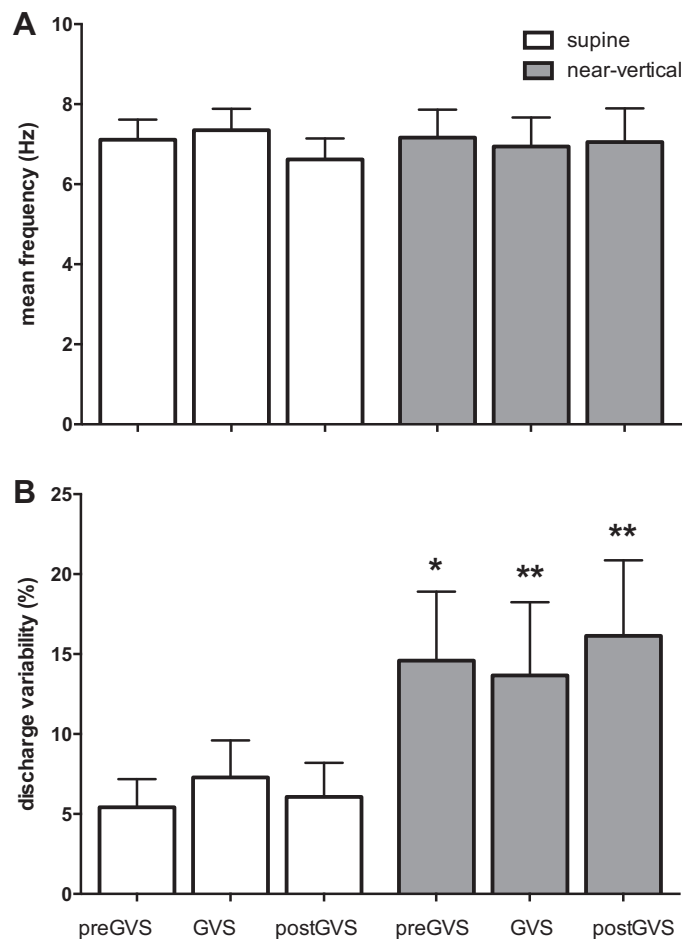 A
supine
near-vertical
mean frequency (Hz)
10
8
6
4
2
0
B
discharge variability (%)
25
20
15
10
5
0
*
**
**
preGVS GVS postGVS preGVS GVS postGVS